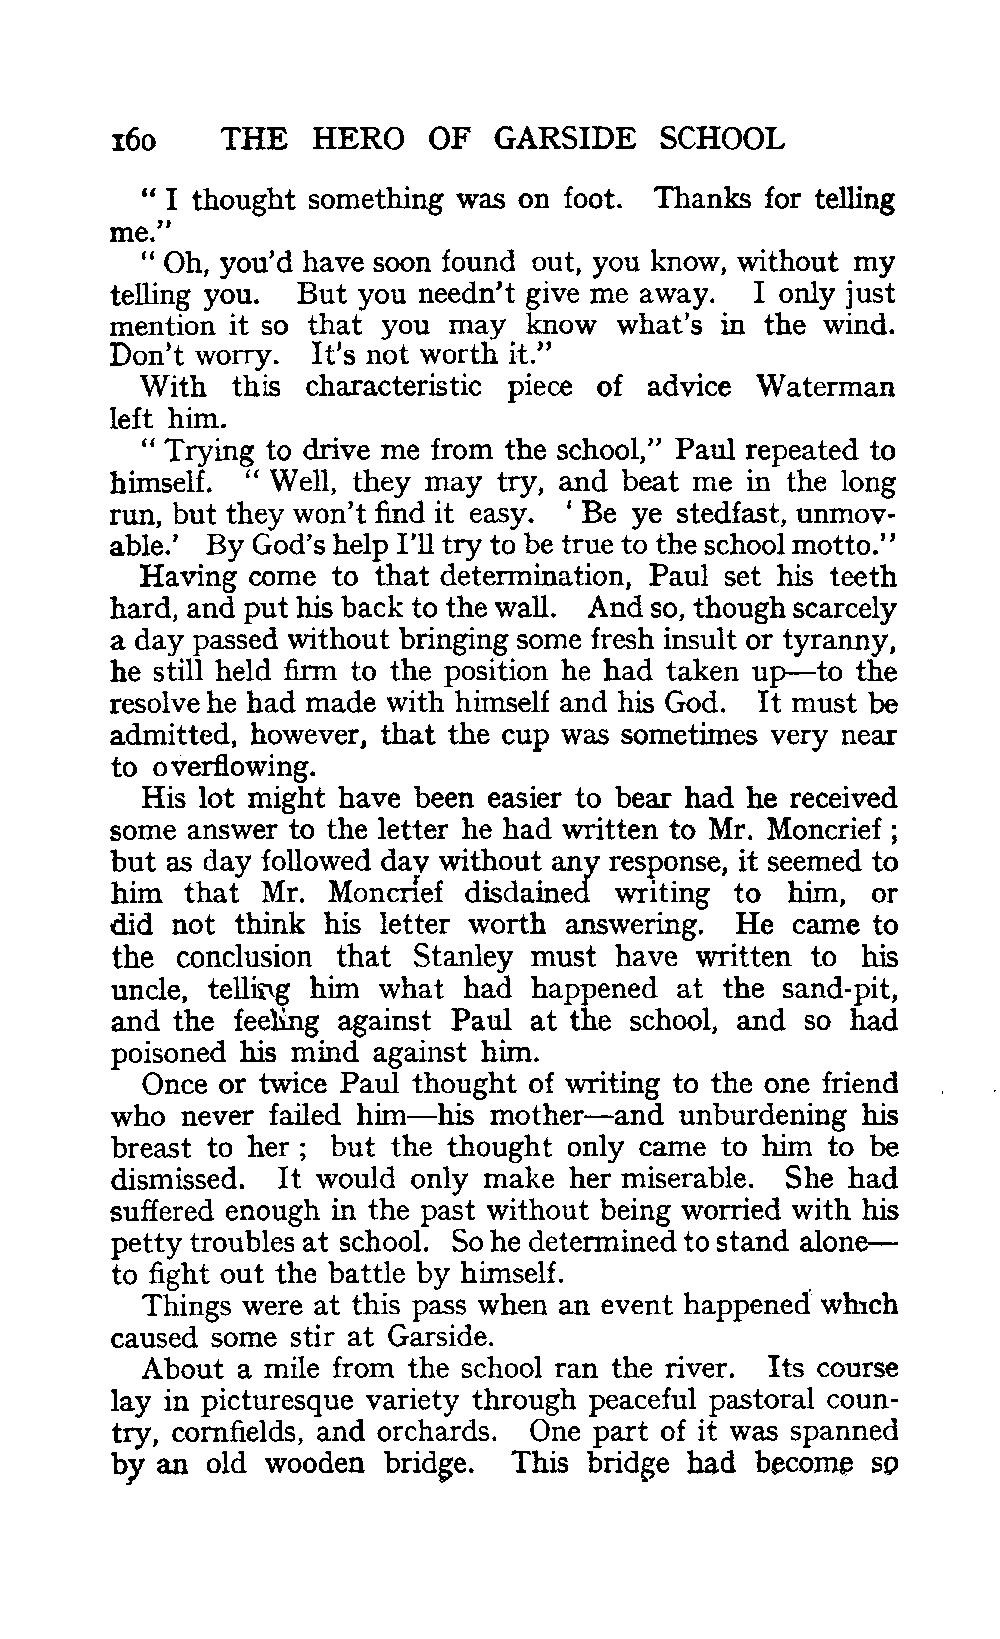 160 THE HERO OF GARSIDE SCHOOL
" I thought something was on foot. Thanks for telling
me."
" Oh, you'd have soon found out, you know, without my
telling you. But you needn't give me away. I only just
mention it so that you may know what's in the wind.
Don't worry. It's not worth it."
With this characteristic piece of advice Waterman
left him.
" Trying to drive me from the school," Paul repeated to
himself. " Well, they may try, and beat me in the long
run, but they won't find it easy. ' Be ye stedfast, unmov-
able.' By God's help I'll try to be true to the school motto."
Having come to that determination, Paul set his teeth
hard, and put his back to the wall. And so, though scarcely
a day passed without bringing some fresh insult or tyranny,
he still held firm to the position he had taken up—to the
resolve he had made with himself and his God. It must be
admitted, however, that the cup was sometimes very near
to overflowing.
His lot might have been easier to bear had he received
some answer to the letter he had written to Mr. Moncrief ;
but as day followed day without any response, it seemed to
him that Mr. Moncrief disdained writing to him, or
did not think his letter worth answering. He came to
the conclusion that Stanley must have written to his
uncle, telling him what had happened at the sand-pit,
and the feeling against Paul at the school, and so had
poisoned his mind against him.
Once or twice Paul thought of writing to the one friend
who never failed him—his mother—and unburdening his
breast to her ; but the thought only came to him to be
dismissed. It would only make her miserable. She had
suffered enough in the past without being worried with his
petty troubles at school. So he determined to stand alone—
to fight out the battle by himself.
Things were at this pass when an event happened which
caused some stir at Garside.
About a mile from the school ran the river. Its course
lay in picturesque variety through peaceful pastoral coun-
try, cornfields, and orchards. One part of it was spanned
by an old wooden bridge. This bridge had become so